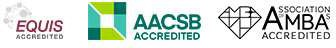 EQUIS
ACCREDITED
AACSB
ACCREDITED
ASSOCIATION
AMBA
ACCREDITED